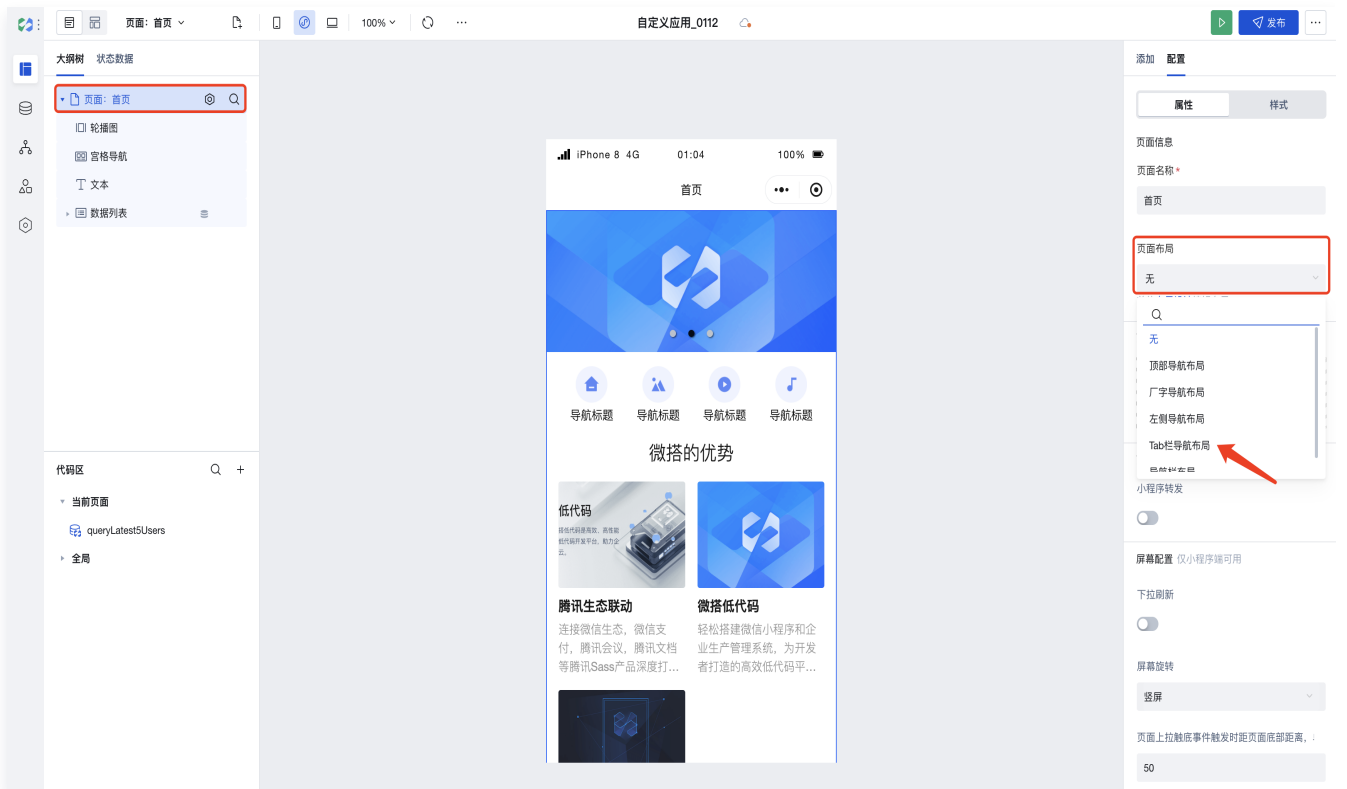 页面：首页
100%
自定义应用_0112
发布
大纲树 状态数据
页面：首页
轮播图
宫格导航
文本
数据列表
代码区
当前页面
queryLatest5Users
全局
iPhone 8 4G 01:04 100%
首页
导航标题 导航标题 导航标题 导航标题
微搭的优势
低代码
腾讯生态联动
连接微信生态，微信支
付，腾讯会议，腾讯文档
等腾讯Sass产品深度打...
微搭低代码
轻松搭建微信小程序和企
业生产管理系统，为开发
者打造的高效低代码平...
添加 配置
属性 样式
页面信息
页面名称*
首页
页面布局
无
无
顶部导航布局
厂字导航布局
左侧导航布局
Tab栏导航布局
导航栏布局
小程序转发
屏幕配置 仅小程序端可用
下拉刷新
屏幕旋转
竖屏
页面上拉触底事件触发时距页面底部距离，
50